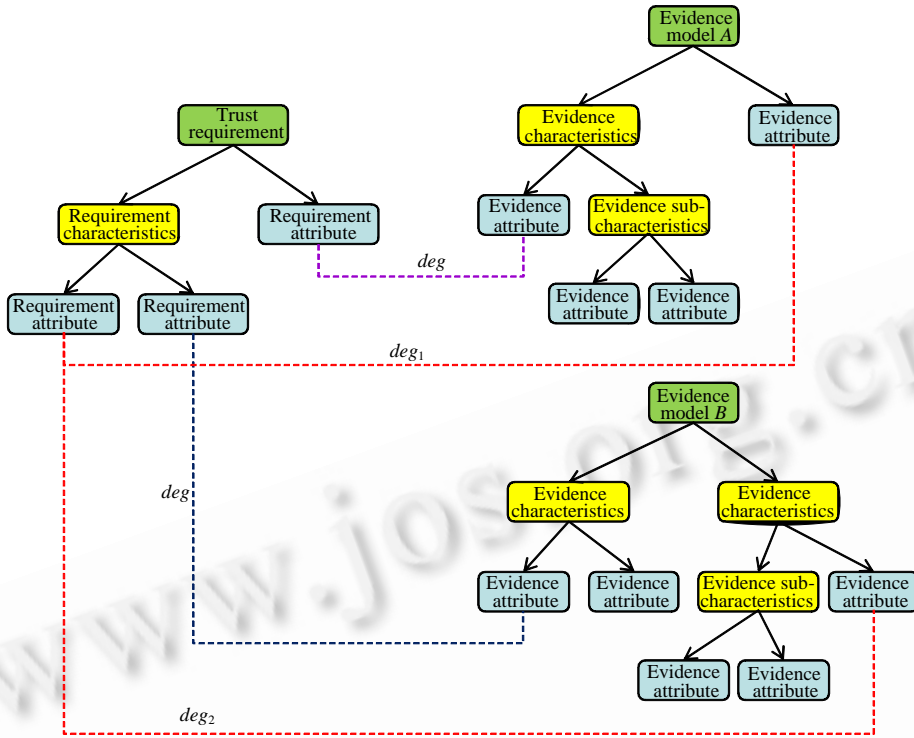 Evidence
model A
Trust
requirement
Evidence
characteristics
Evidence
attribute
Requirement
characteristics
Requirement
attribute
Evidence
attribute
Evidence sub-
characteristics
deg
Requirement
attribute
Requirement
attribute
Evidence
attribute
Evidence
attribute
deg₁
Evidence
model B
deg
Evidence
characteristics
Evidence
characteristics
Evidence
attribute
Evidence
attribute
Evidence sub-
characteristics
Evidence
attribute
Evidence
attribute
Evidence
attribute
deg₂
www.jos.org.cn